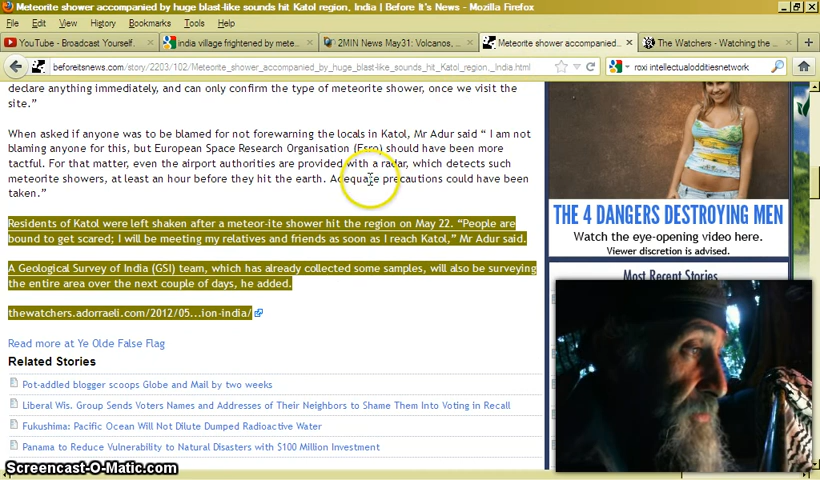 Meteorite shower accompanied by huge blast-like sounds hit Katol region, India | Before It's News - Mozilla Firefox
File Edit View History Bookmarks Tools Help
YouTube - Broadcast Yourself. india village frightened by mete... 2MIN News May31: Volcanos, ... Meteorite shower accompanied... The Watchers - Watching the ...
beforeitsnews.com/story/2203/102/Meteorite_shower_accompanied_by_huge_blast-like_sounds_hit_Katol_region,_India.html roxi intellectualodditiesnetwork
declare anything immediately, and can only confirm the type of meteorite shower, once we visit the
site.”
When asked if anyone was to be blamed for not forewarning the locals in Katol, Mr Adur said “ I am not
blaming anyone for this, but European Space Research Organisation (Esro) should have been more
tactful. For that matter, even the airport authorities are provided with a radar, which detects such
meteorite showers, at least an hour before they hit the earth. Adequate precautions could have been
taken.”
Residents of Katol were left shaken after a meteor-ite shower hit the region on May 22. “People are
bound to get scared; I will be meeting my relatives and friends as soon as I reach Katol,” Mr Adur said.
A Geological Survey of India (GSI) team, which has already collected some samples, will also be surveying
the entire area over the next couple of days, he added.
thewatchers.adorraeli.com/2012/05...ion-india/
Read more at Ye Olde False Flag
Related Stories
Pot-addled blogger scoops Globe and Mail by two weeks
Liberal Wis. Group Sends Voters Names and Addresses of Their Neighbors to Shame Them Into Voting in Recall
Fukushima: Pacific Ocean Will Not Dilute Dumped Radioactive Water
Panama to Reduce Vulnerability to Natural Disasters with $100 Million Investment
THE 4 DANGERS DESTROYING MEN
Watch the eye-opening video here.
Viewer discretion is advised.
Most Recent Stories
Screencast-O-Matic.com